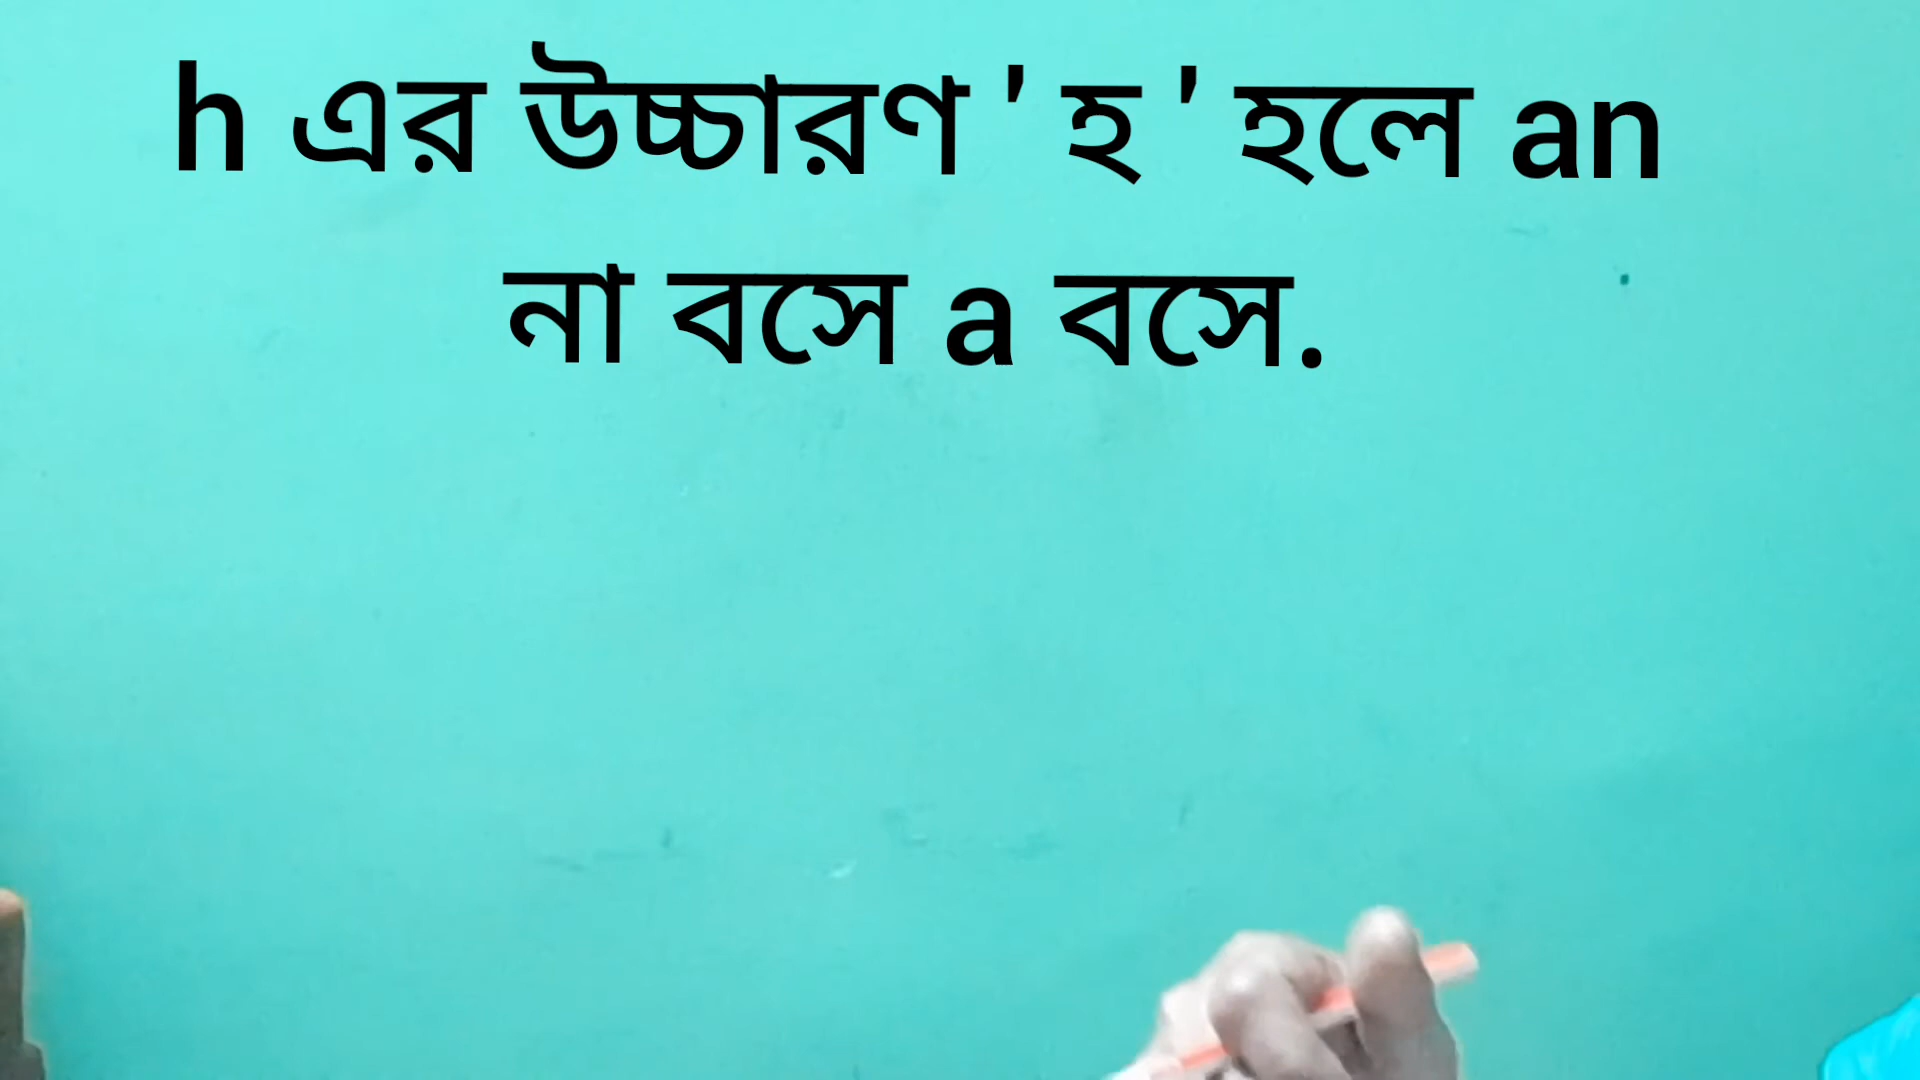 h এর উচ্চারণ ' হ ' হলে an
না বসে a বসে.